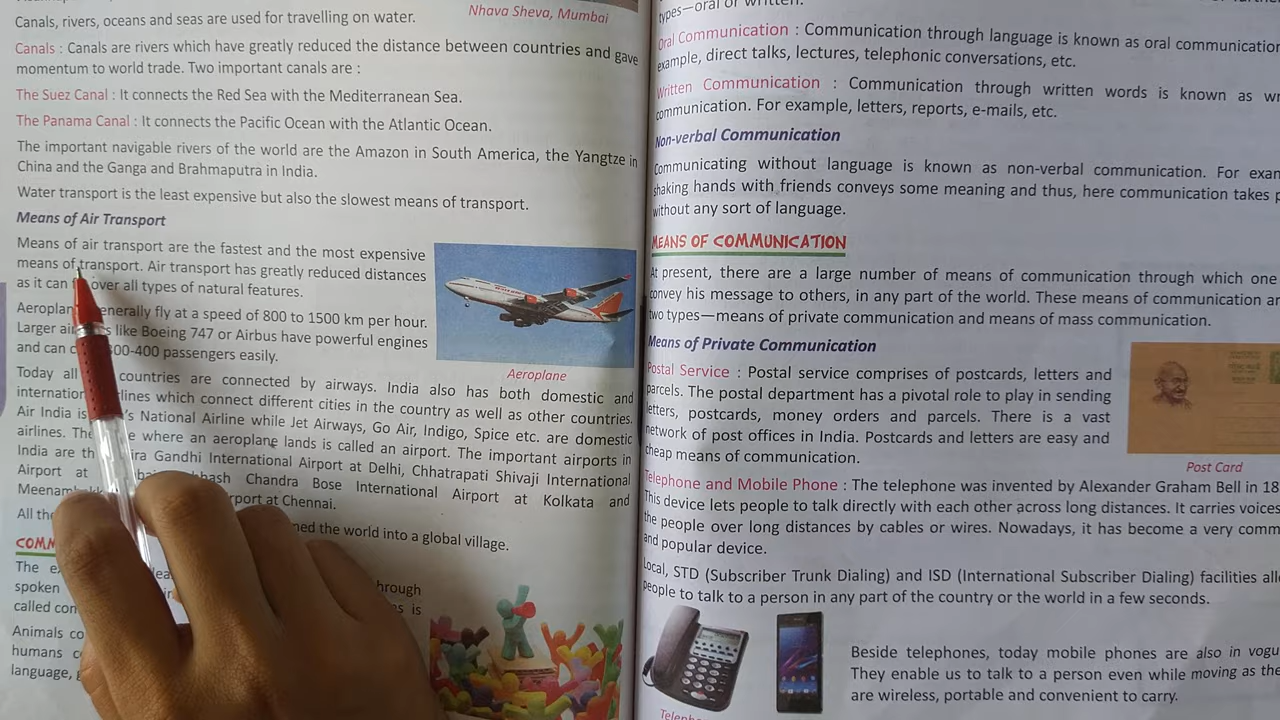 Nhava Sheva, Mumbai
Canals, rivers, oceans and seas are used for travelling on water.
Canals : Canals are rivers which have greatly reduced the distance between countries and gave
momentum to world trade. Two important canals are :
The Suez Canal : It connects the Red Sea with the Mediterranean Sea.
The Panama Canal : It connects the Pacific Ocean with the Atlantic Ocean.
The important navigable rivers of the world are the Amazon in South America, the Yangtze in
China and the Ganga and Brahmaputra in India.
Water transport is the least expensive but also the slowest means of transport.
Means of Air Transport
Means of air transport are the fastest and the most expensive
means of transport. Air transport has greatly reduced distances
as it can over all types of natural features.
generally fly at a speed of 800 to 1500 km per hour.
Larger like Boeing 747 or Airbus have powerful engines
and can 300-400 passengers easily.
Aeroplane
Today all countries are connected by airways. India also has both domestic and
which connect different cities in the country as well as other countries.
Air India is National Airline while Jet Airways, Go Air, Indigo, Spice etc. are domestic
airlines. The where an aeroplane lands is called an airport. The important airports in
India are Gandhi International Airport at Delhi, Chhatrapati Shivaji International
Airport at Chandra Bose International Airport at Kolkata and
at Chennai.
All the world into a global village.
The
spoken
called is
Animals
humans
language,
types—oral or written.
Oral Communication : Communication through language is known as oral communication
example, direct talks, lectures, telephonic conversations, etc.
Written Communication : Communication through written words is known as
communication. For example, letters, reports, e-mails, etc.
Non-verbal Communication
Communicating without language is known as non-verbal communication. For
shaking hands with friends conveys some meaning and thus, here communication takes
without any sort of language.
MEANS OF COMMUNICATION
At present, there are a large number of means of communication through which one
convey his message to others, in any part of the world. These means of communication
two types—means of private communication and means of mass communication.
Means of Private Communication
Postal Service : Postal service comprises of postcards, letters and
parcels. The postal department has a pivotal role to play in sending
letters, postcards, money orders and parcels. There is a vast
network of post offices in India. Postcards and letters are easy and
cheap means of communication.
Post Card
Telephone and Mobile Phone : The telephone was invented by Alexander Graham Bell in
This device lets people to talk directly with each other across long distances. It carries voices
the people over long distances by cables or wires. Nowadays, it has become a very
and popular device.
Local, STD (Subscriber Trunk Dialing) and ISD (International Subscriber Dialing) facilities
people to talk to a person in any part of the country or the world in a few seconds.
Beside telephones, today mobile phones are also in
They enable us to talk to a person even while moving as
are wireless, portable and convenient to carry.